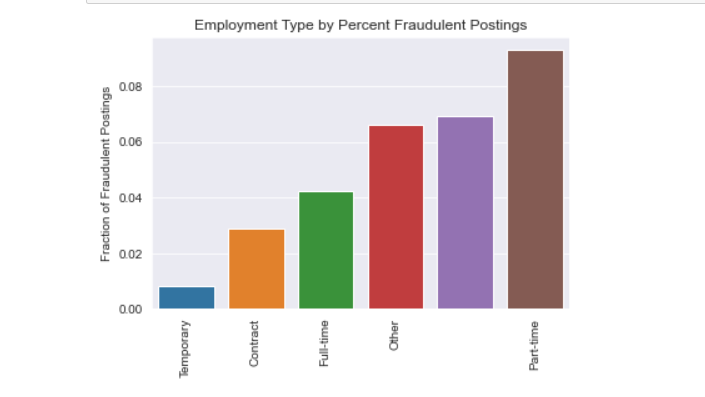 Employment Type by Percent Fraudulent Postings
Fraction of Fraudulent Postings
0.08
0.06
0.04
0.02
0.00
Temporary
Contract
Full-time
Other
Part-time